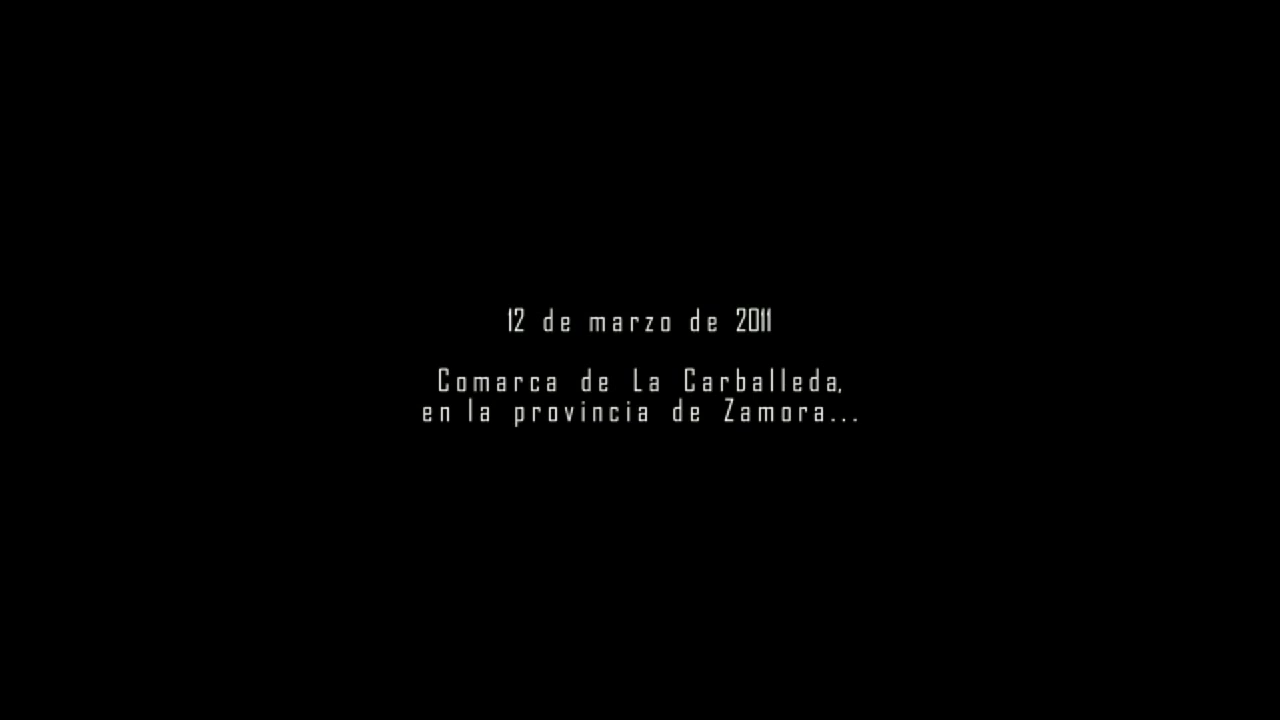 12 de marzo de 2011
Comarca de La Carballeda,
en la provincia de Zamora...